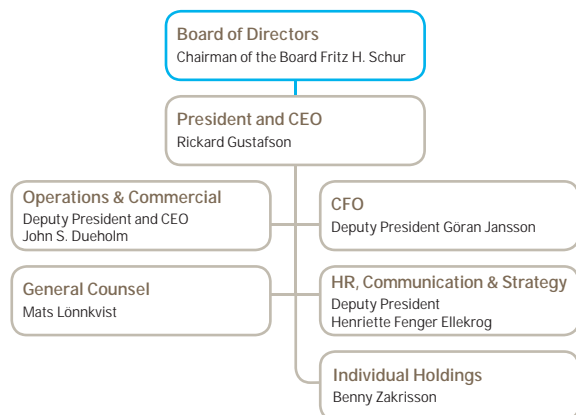 Board of Directors
Chairman of the Board Fritz H. Schur
President and CEO
Rickard Gustafson
Operations & Commercial
Deputy President and CEO
John S. Dueholm
CFO
Deputy President Göran Jansson
General Counsel
Mats Lönnkvist
HR, Communication & Strategy
Deputy President
Henriette Fenger Ellekrog
Individual Holdings
Benny Zakrisson